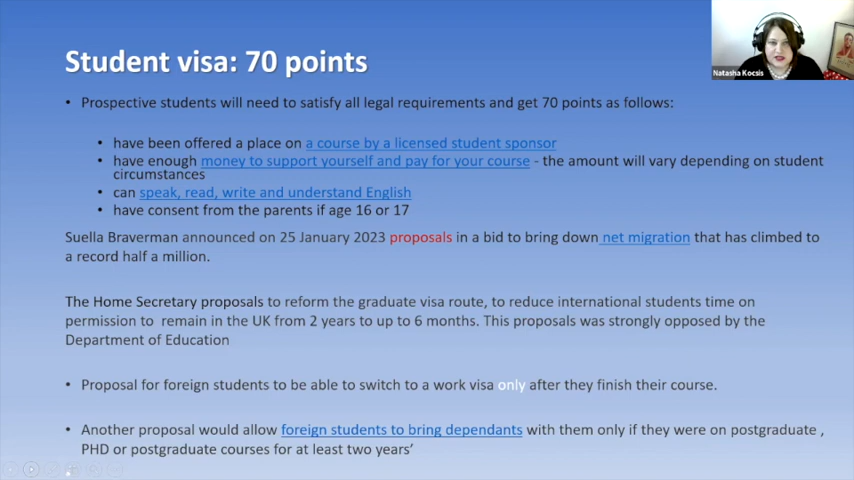 Student visa: 70 points
Natasha Kocsis
• Prospective students will need to satisfy all legal requirements and get 70 points as follows:
• have been offered a place on a course by a licensed student sponsor
• have enough money to support yourself and pay for your course - the amount will vary depending on student
circumstances
• can speak, read, write and understand English
• have consent from the parents if age 16 or 17
Suella Braverman announced on 25 January 2023 proposals in a bid to bring down net migration that has climbed to
a record half a million.
The Home Secretary proposals to reform the graduate visa route, to reduce international students time on
permission to remain in the UK from 2 years to up to 6 months. This proposals was strongly opposed by the
Department of Education
• Proposal for foreign students to be able to switch to a work visa only after they finish their course.
• Another proposal would allow foreign students to bring dependants with them only if they were on postgraduate ,
PHD or postgraduate courses for at least two years’